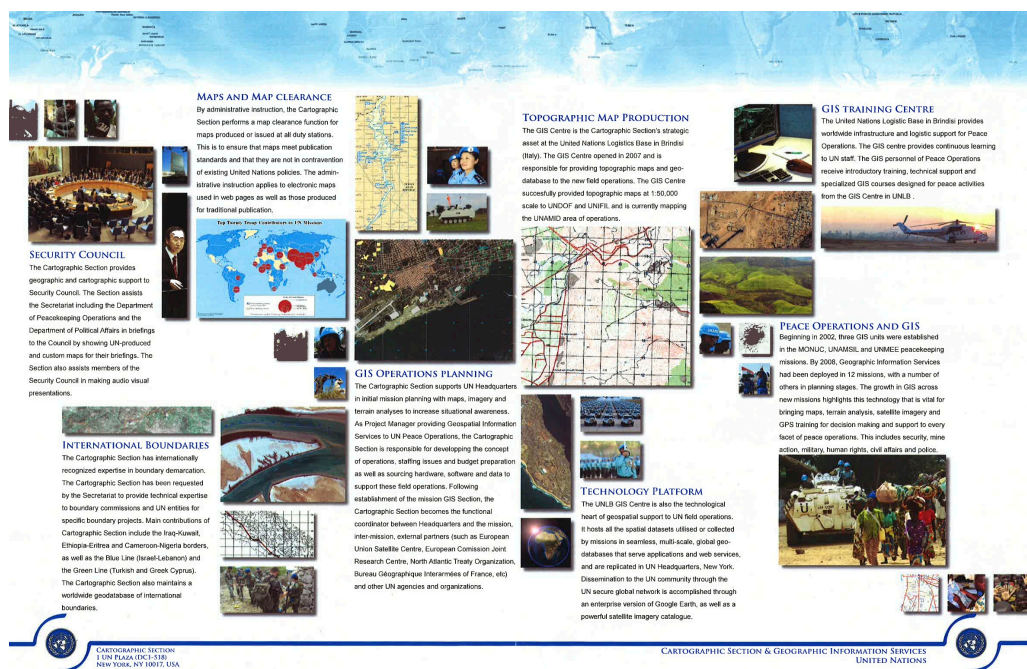 MAPS AND MAP CLEARANCE
By administrative instruction, the Cartographic
Section performs a map clearance function for
maps produced or issued at all duty stations.
This is to ensure that maps meet publication
standards and that they are not in contravention
of existing United Nations policies. The admin-
istrative instruction applies to electronic maps
used in web pages as well as those produced
for traditional publication.
Top Twenty Troop Contributors to UN Missions
SECURITY COUNCIL
The Cartographic Section provides
geographic and cartographic support to
Security Council. The Section assists
the Secretariat including the Department
of Peacekeeping Operations and the
Department of Political Affairs in briefings
to the Council by showing UN-produced
and custom maps for their briefings. The
Section also assists members of the
Security Council in making audio visual
presentations.
INTERNATIONAL BOUNDARIES
The Cartographic Section has internationally
recognized expertise in boundary demarcation.
The Cartographic Section has been requested
by the Secretariat to provide technical expertise
to boundary commissions and UN entities for
specific boundary projects. Main contributions of
Cartographic Section include the Iraq-Kuwait,
Ethiopia-Eritrea and Cameroon-Nigeria borders,
as well as the Blue Line (Israel-Lebanon) and
the Green Line (Turkish and Greek Cyprus).
The Cartographic Section also maintains a
worldwide geodatabase of international
boundaries.
GIS OPERATIONS PLANNING
The Cartographic Section supports UN Headquarters
in initial mission planning with maps, imagery and
terrain analyses to increase situational awareness.
As Project Manager providing Geospatial Information
Services to UN Peace Operations, the Cartographic
Section is responsible for developping the concept
of operations, staffing issues and budget preparation
as well as sourcing hardware, software and data to
support these field operations. Following
establishment of the mission GIS Section, the
Cartographic Section becomes the functional
coordinator between Headquarters and the mission,
inter-mission, external partners (such as European
Union Satellite Centre, European Comission Joint
Research Centre, North Atlantic Treaty Organization,
Bureau Géographique Interarmées of France, etc)
and other UN agencies and organizations.
TOPOGRAPHIC MAP PRODUCTION
The GIS Centre is the Cartographic Section's strategic
asset at the United Nations Logistics Base in Brindisi
(Italy). The GIS Centre opened in 2007 and is
responsible for providing topographic maps and geo-
database to the new field operations. The GIS Centre
succesfully provided topographic maps at 1:50,000
scale to UNDOF and UNIFIL and is currently mapping
the UNAMID area of operations.
TECHNOLOGY PLATFORM
The UNLB GIS Centre is also the technological
heart of geospatial support to UN field operations.
It hosts all the spatial datasets utilised or collected
by missions in seamless, multi-scale, global geo-
databases that serve applications and web services,
and are replicated in UN Headquarters, New York.
Dissemination to the UN community through the
UN secure global network is accomplished through
an enterprise version of Google Earth, as well as a
powerful satellite imagery catalogue.
GIS TRAINING CENTRE
The United Nations Logistic Base in Brindisi provides
worldwide infrastructure and logistic support for Peace
Operations. The GIS centre provides continuous learning
to UN staff. The GIS personnel of Peace Operations
receive introductory training, technical support and
specialized GIS courses designed for peace activities
from the GIS Centre in UNLB .
PEACE OPERATIONS AND GIS
Beginning in 2002, three GIS units were established
in the MONUC, UNAMSIL and UNMEE peacekeeping
missions. By 2008, Geographic Information Services
had been deployed in 12 missions, with a number of
others in planning stages. The growth in GIS across
new missions highlights this technology that is vital for
bringing maps, terrain analysis, satellite imagery and
GPS training for decision making and support to every
facet of peace operations. This includes security, mine
action, military, human rights, civil affairs and police.
CARTOGRAPHIC SECTION
1 UN PLAZA (DC1-518)
NEW YORK, NY 10017, USA
CARTOGRAPHIC SECTION & GEOGRAPHIC INFORMATION SERVICES
UNITED NATIONS